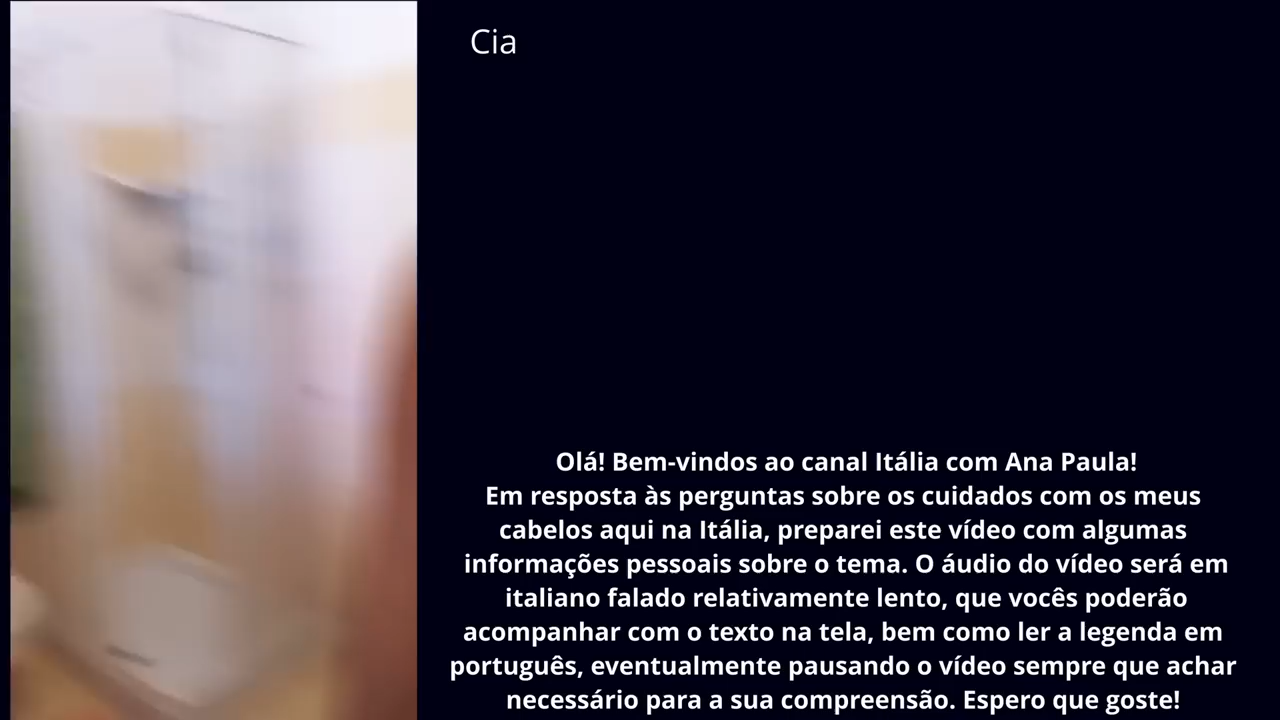 Cia
Olá! Bem-vindos ao canal Itália com Ana Paula!
Em resposta às perguntas sobre os cuidados com os meus
cabelos aqui na Itália, preparei este vídeo com algumas
informações pessoais sobre o tema. O áudio do vídeo será em
italiano falado relativamente lento, que vocês poderão
acompanhar com o texto na tela, bem como ler a legenda em
português, eventualmente pausando o vídeo sempre que achar
necessário para a sua compreensão. Espero que goste!